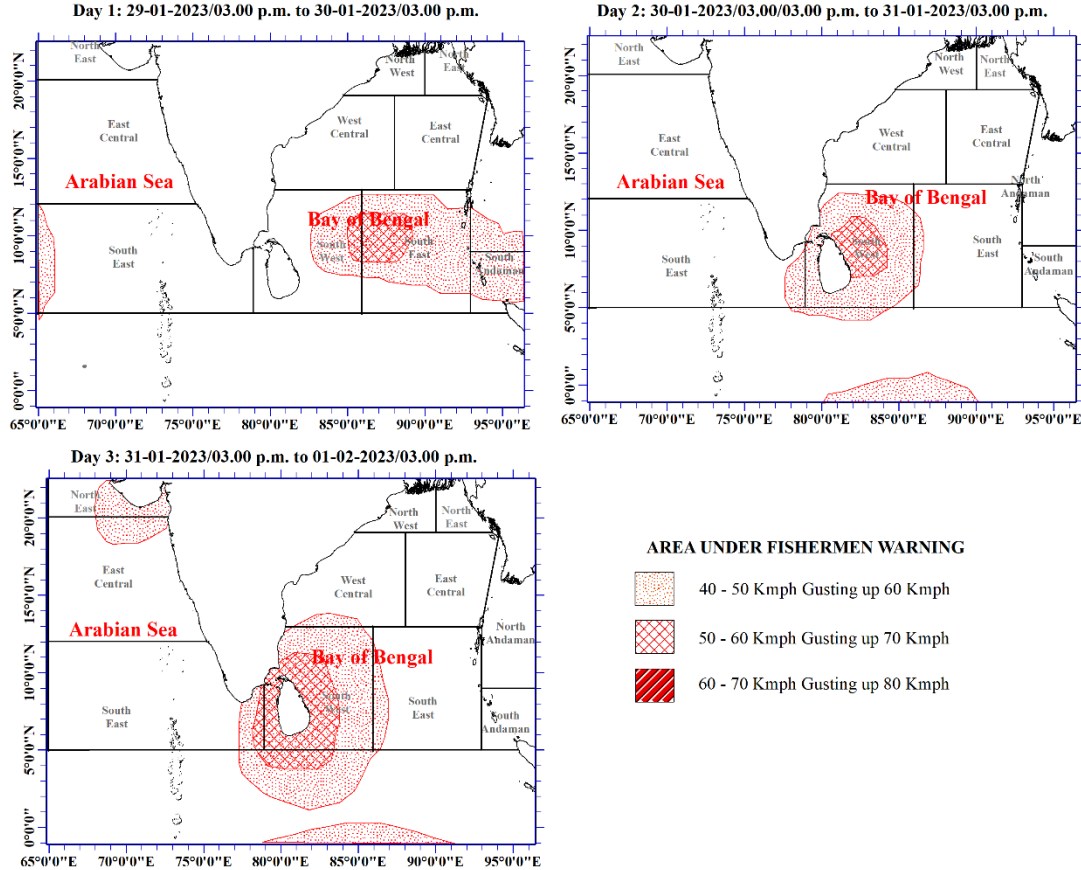 Day 1: 29-01-2023/03.00 p.m. to 30-01-2023/03.00 p.m.
North
East
North
West
North
East
West
Central
East
Central
East
Central
Arabian Sea
Bay of Bengal
South
East
South
West
South
East
South
Andaman
20°0'0"N
15°0'0"N
10°0'0"N
5°0'0"N
0°0'0"
65°0'0"E 70°0'0"E 75°0'0"E 80°0'0"E 85°0'0"E 90°0'0"E 95°0'0"E
Day 2: 30-01-2023/03.00/03.00 p.m. to 31-01-2023/03.00 p.m.
North
East
North
West
North
East
East
Central
West
Central
East
Central
Arabian Sea
Bay of Bengal
North'
Andaman
South
East
South
West
South
East
South
Andaman
20°0'0"N
15°0'0"N
10°0'0"N
5°0'0"N
0°0'0"
65°0'0"E 70°0'0"E 75°0'0"E 80°0'0"E 85°0'0"E 90°0'0"E 95°0'0"E
Day 3: 31-01-2023/03.00 p.m. to 01-02-2023/03.00 p.m.
North
East
North
West
North
East
East
Central
West
Central
East
Central
Arabian Sea
Bay of Bengal
North
Andaman
South
East
South
West
South
East
South
Andaman
20°0'0"N
15°0'0"N
10°0'0"N
5°0'0"N
0°0'0"
65°0'0"E 70°0'0"E 75°0'0"E 80°0'0"E 85°0'0"E 90°0'0"E 95°0'0"E
AREA UNDER FISHERMEN WARNING
40 - 50 Kmph Gusting up 60 Kmph
50 - 60 Kmph Gusting up 70 Kmph
60 - 70 Kmph Gusting up 80 Kmph